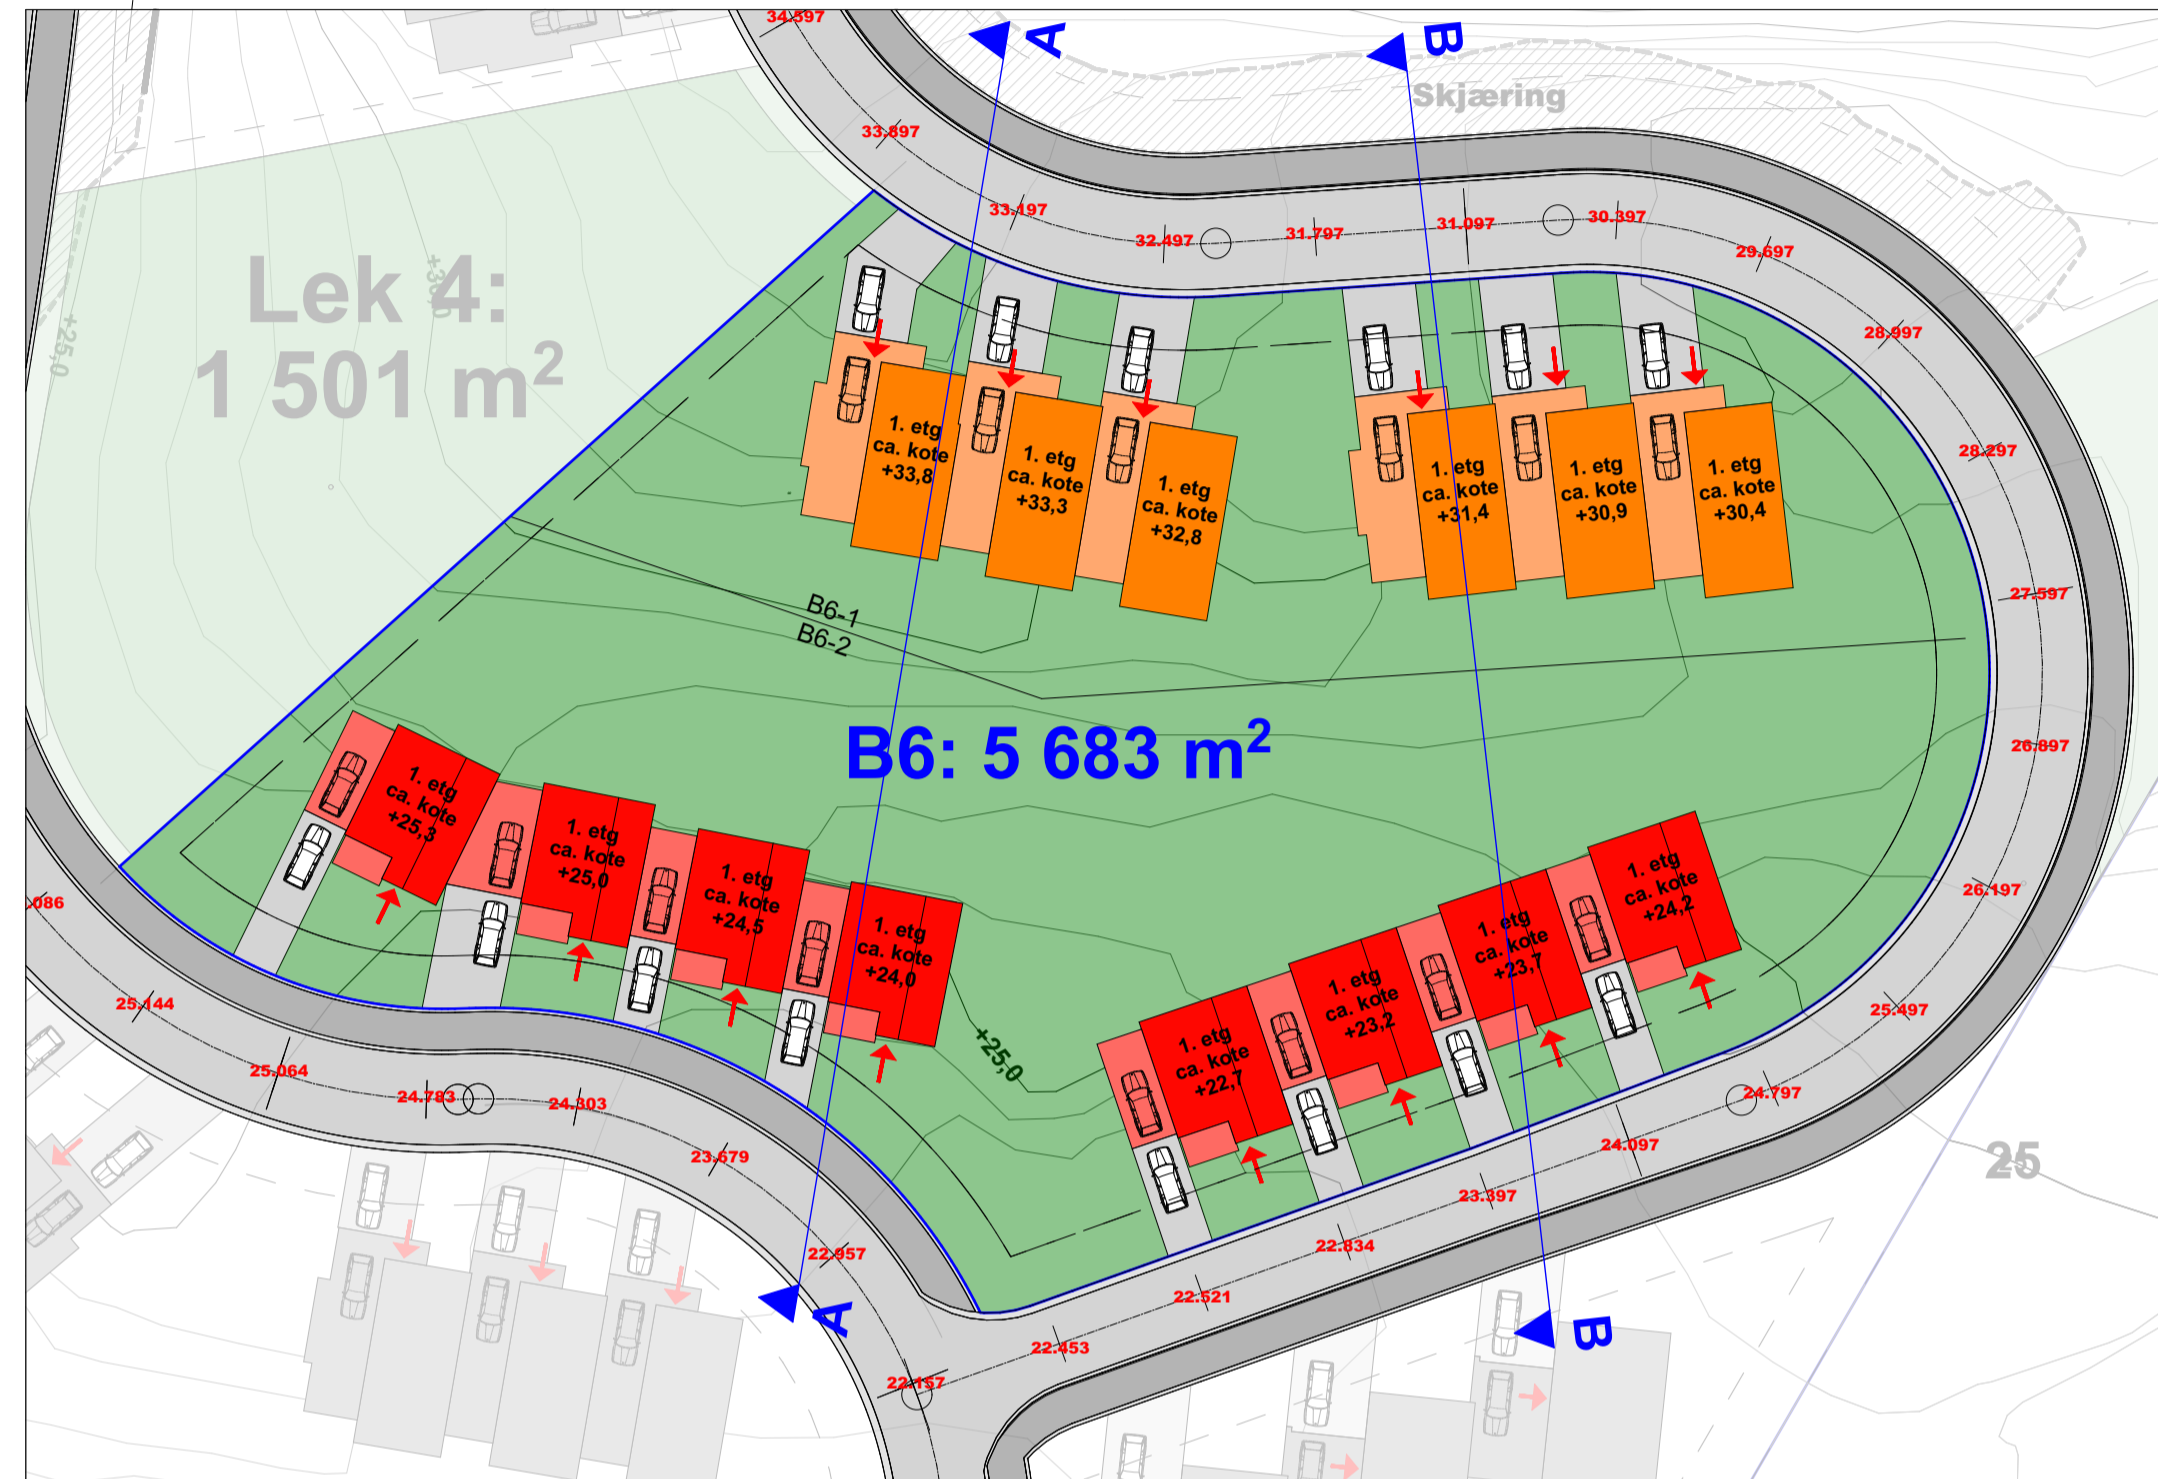 34.597
A
B
Skjæring
33.897
33.197
32.497
31.797
31.097
30.397
29.697
28.997
28.297
27.597
26.897
26.197
25.497
24.797
24.097
23.397
22.834
22.521
22.453
22.157
22.957
23.679
24.303
24.783
25.064
25.144
.086
Lek 4:
1 501 m²
+25,0
1. etg
ca. kote
+33,8
1. etg
ca. kote
+33,3
1. etg
ca. kote
+32,8
1. etg
ca. kote
+31,4
1. etg
ca. kote
+30,9
1. etg
ca. kote
+30,4
B6-1
B6-2
B6: 5 683 m²
1. etg
ca. kote
+25,3
1. etg
ca. kote
+25,0
1. etg
ca. kote
+24,5
1. etg
ca. kote
+24,0
+25,0
1. etg
ca. kote
+22,7
1. etg
ca. kote
+23,2
1. etg
ca. kote
+23,7
1. etg
ca. kote
+24,2
25
A
B